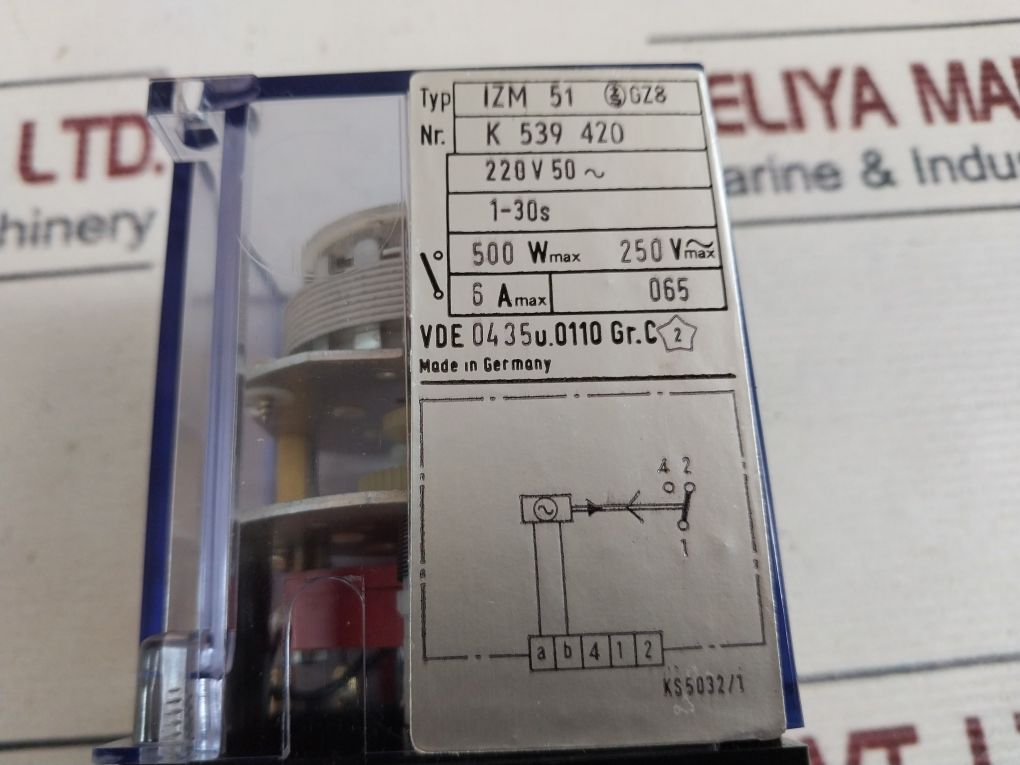 LTD.
hinery
ELIYA MA
arine & Indus
Typ IZM 51 GZ8
Nr. K 539 420
220 V 50 ~
1-30s
500 Wmax 250 Vmax
6 Amax 065
VDE 0435u.0110 Gr.C 2
Made in Germany
4 2
~
1
a b 4 1 2
KS5032/1